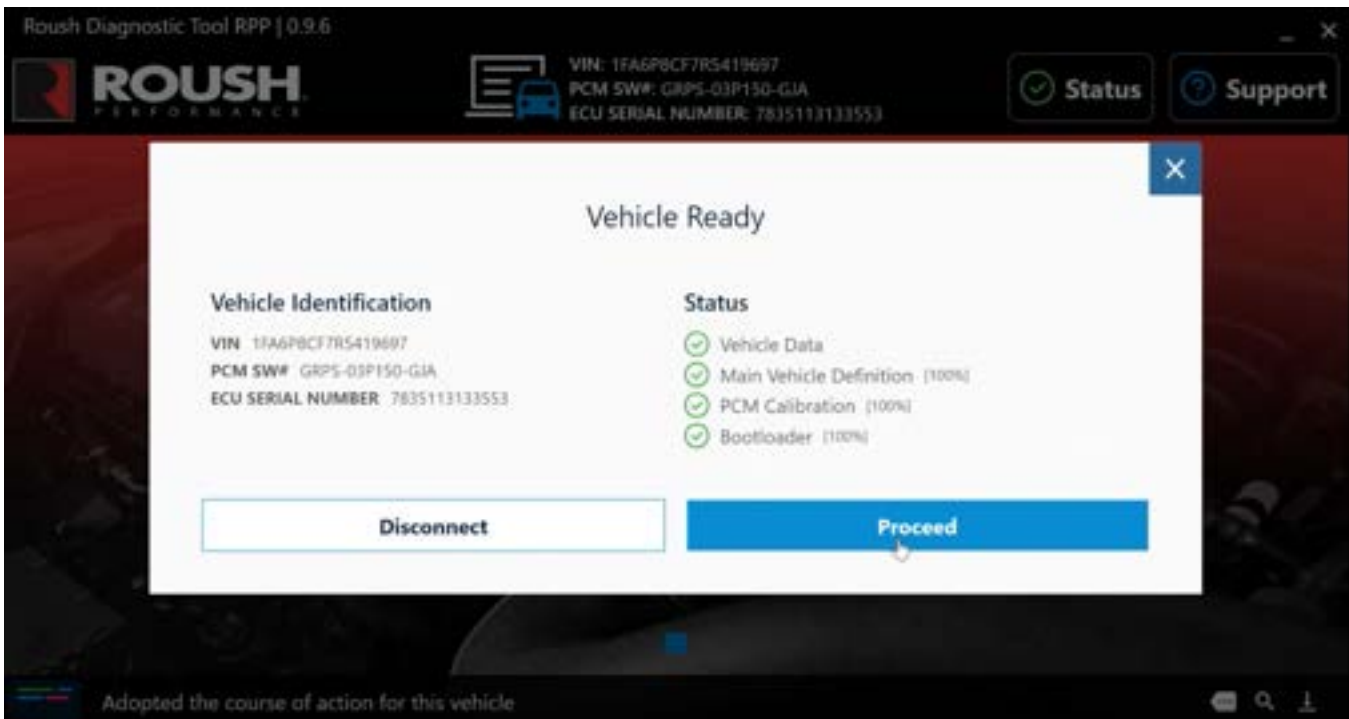 Roush Diagnostic Tool RPP | 0.9.6
ROUSH
PERFORMANCE
VIN: 1FA6P8CF7R5419697
PCM SW#: GRPS-03P150-GJA
ECU SERIAL NUMBER: 7835113133553
Status
Support
Vehicle Ready
Vehicle Identification
VIN 1FA6P8CF7R5419697
PCM SW# GRPS-03P150-GJA
ECU SERIAL NUMBER 7835113133553
Status
Vehicle Data
Main Vehicle Definition [100%]
PCM Calibration [100%]
Bootloader [100%]
Disconnect
Proceed
Adopted the course of action for this vehicle